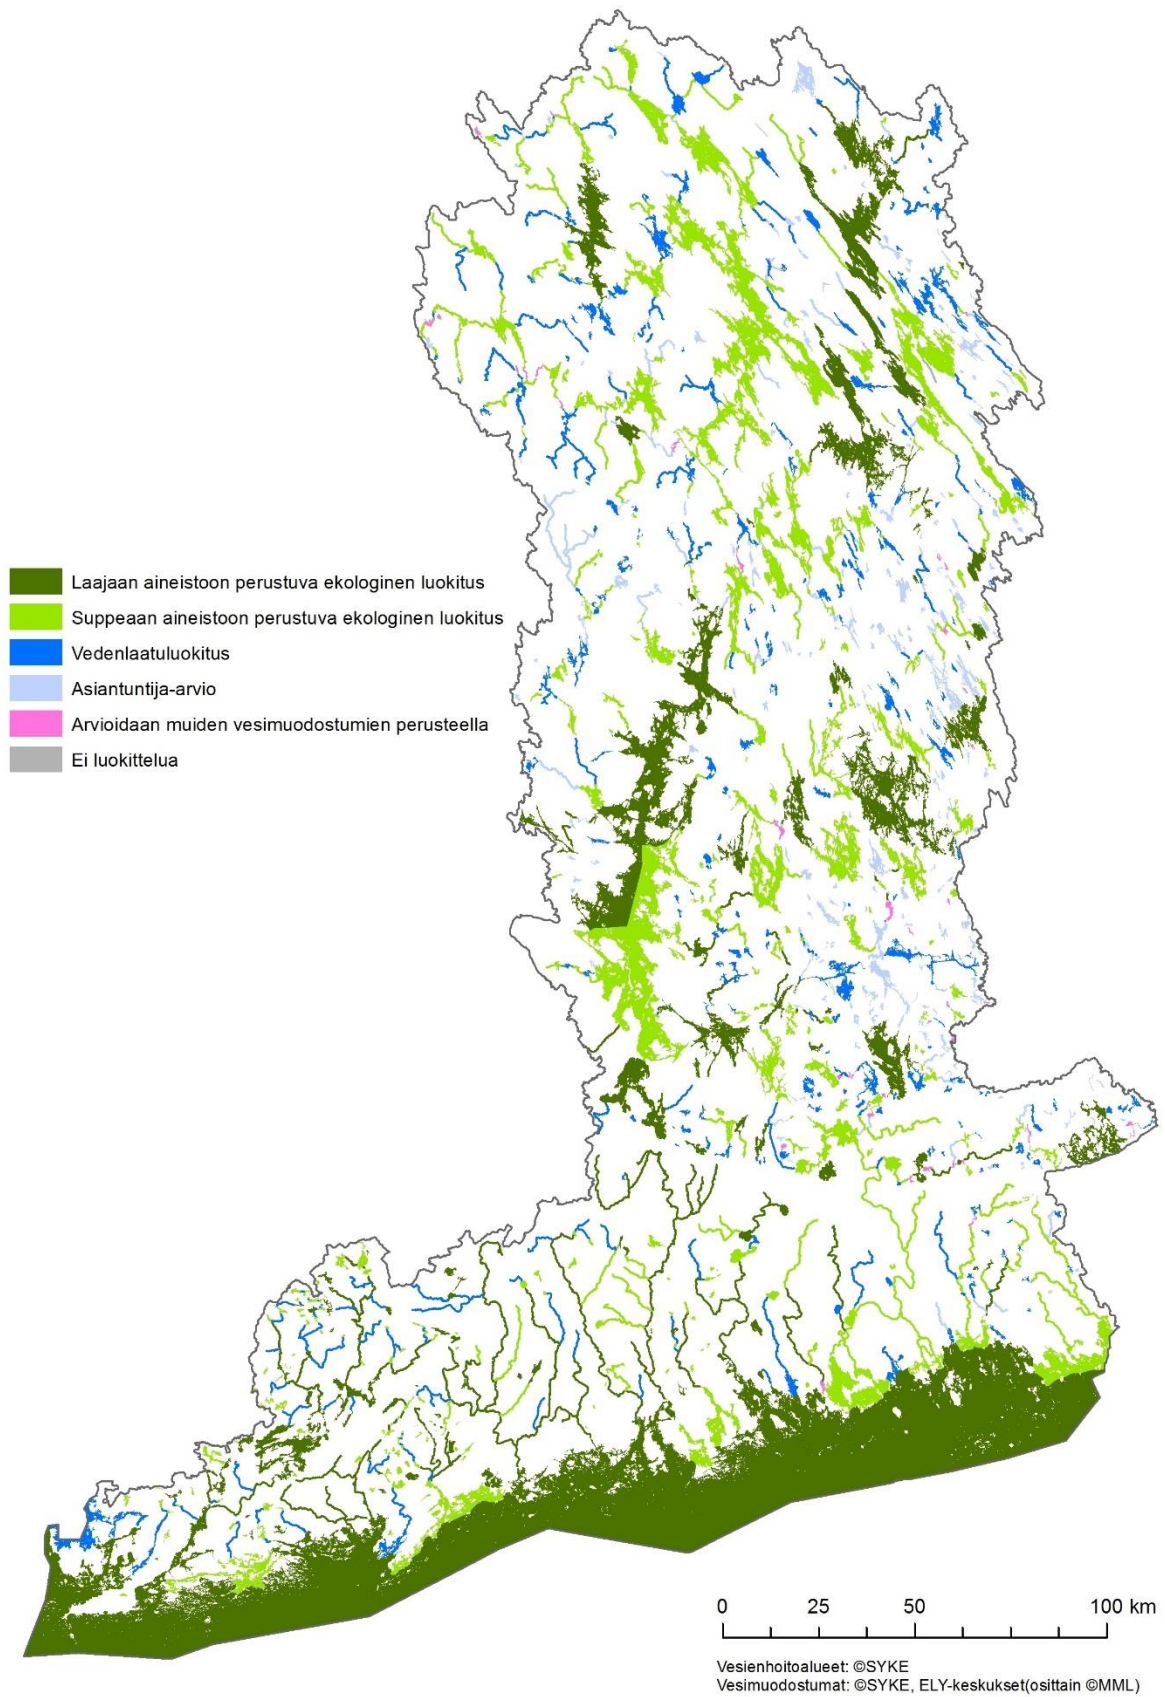 Laajaan aineistoon perustuva ekologinen luokitus
Suppeaan aineistoon perustuva ekologinen luokitus
Vedenlaatuluokitus
Asiantuntija-arvio
Arvioidaan muiden vesimuodostumien perusteella
Ei luokittelua
0 25 50 100 km
Vesienhoitoalueet: ©SYKE
Vesimuodostumat: ©SYKE, ELY-keskukset(osittain ©MML)